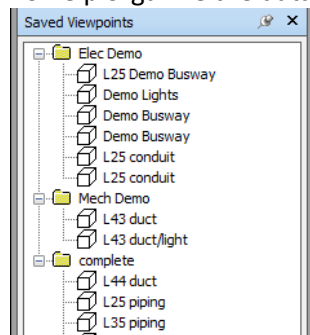 Saved Viewpoints
Elec Demo
L25 Demo Busway
Demo Lights
Demo Busway
Demo Busway
L25 conduit
L25 conduit
Mech Demo
L43 duct
L43 duct/light
complete
L44 duct
L25 piping
L35 piping